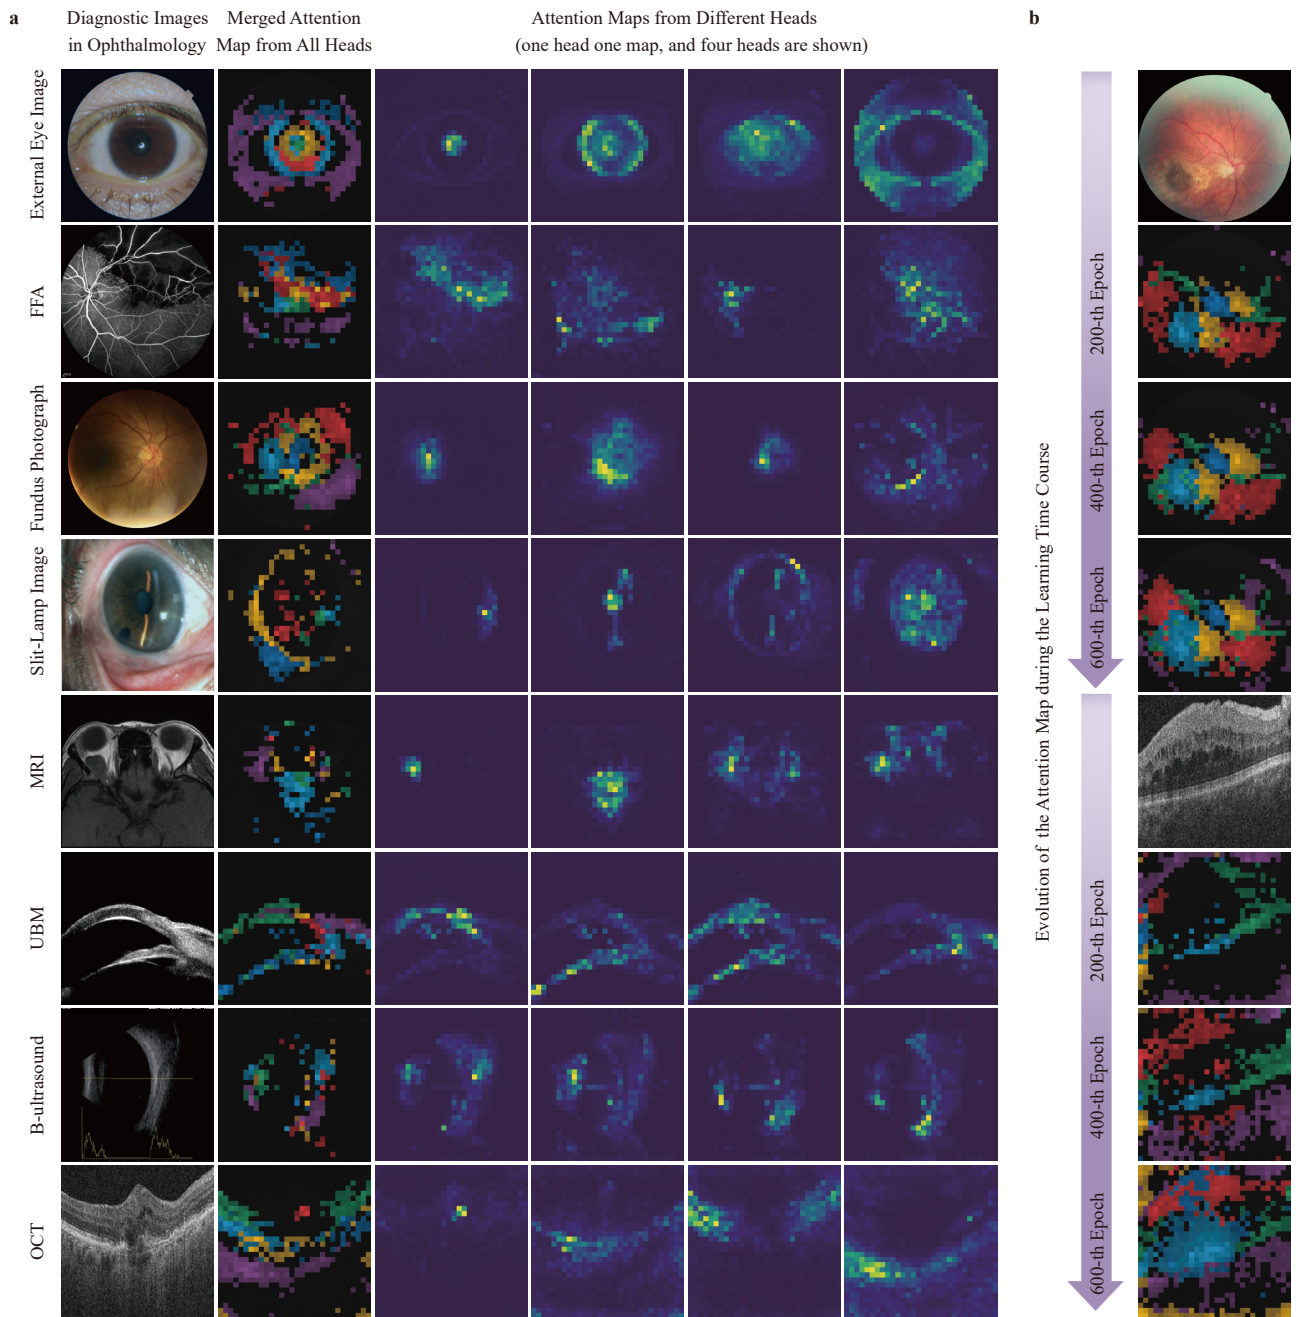 a
Diagnostic Images
in Ophthalmology
Merged Attention
Map from All Heads
Attention Maps from Different Heads
(one head one map, and four heads are shown)
External Eye Image
FFA
Fundus Photograph
Slit-Lamp Image
MRI
UBM
B-ultrasound
OCT
b
Evolution of the Attention Map during the Learning Time Course
200-th Epoch
400-th Epoch
600-th Epoch
200-th Epoch
400-th Epoch
600-th Epoch